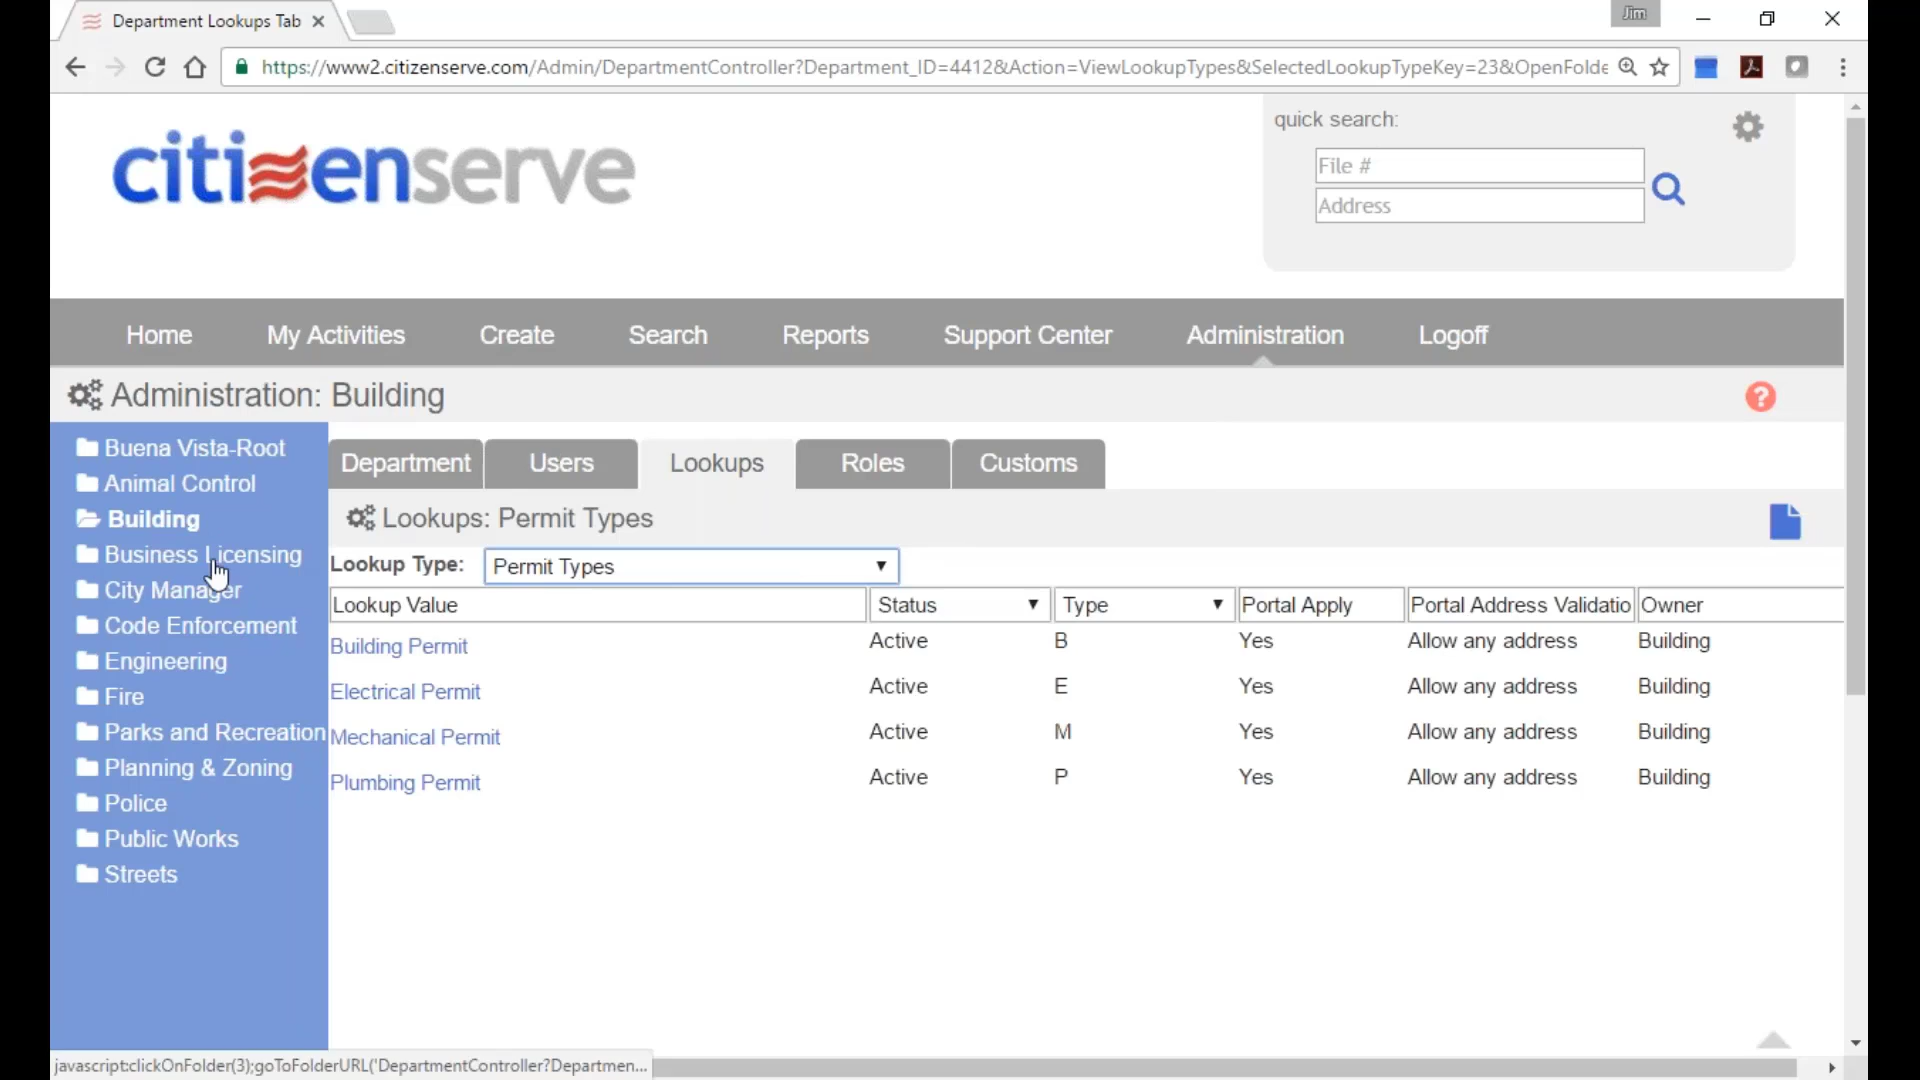 Department Lookups Tab
Jim
https://www2.citizenserve.com/Admin/DepartmentController?Department_ID=4412&Action=ViewLookupTypes&SelectedLookupTypeKey=23&OpenFolde
citizenserve
quick search:
File #
Address
Home My Activities Create Search Reports Support Center Administration Logoff
Administration: Building
?
Buena Vista-Root
Animal Control
Building
Business Licensing
City Manager
Code Enforcement
Engineering
Fire
Parks and Recreation
Planning & Zoning
Police
Public Works
Streets
Department Users Lookups Roles Customs
Lookups: Permit Types
Lookup Type: Permit Types
Lookup Value Status Type Portal Apply Portal Address Validatio Owner
Building Permit Active B Yes Allow any address Building
Electrical Permit Active E Yes Allow any address Building
Mechanical Permit Active M Yes Allow any address Building
Plumbing Permit Active P Yes Allow any address Building
javascript:clickOnFolder(3);goToFolderURL('DepartmentController?Departmen...